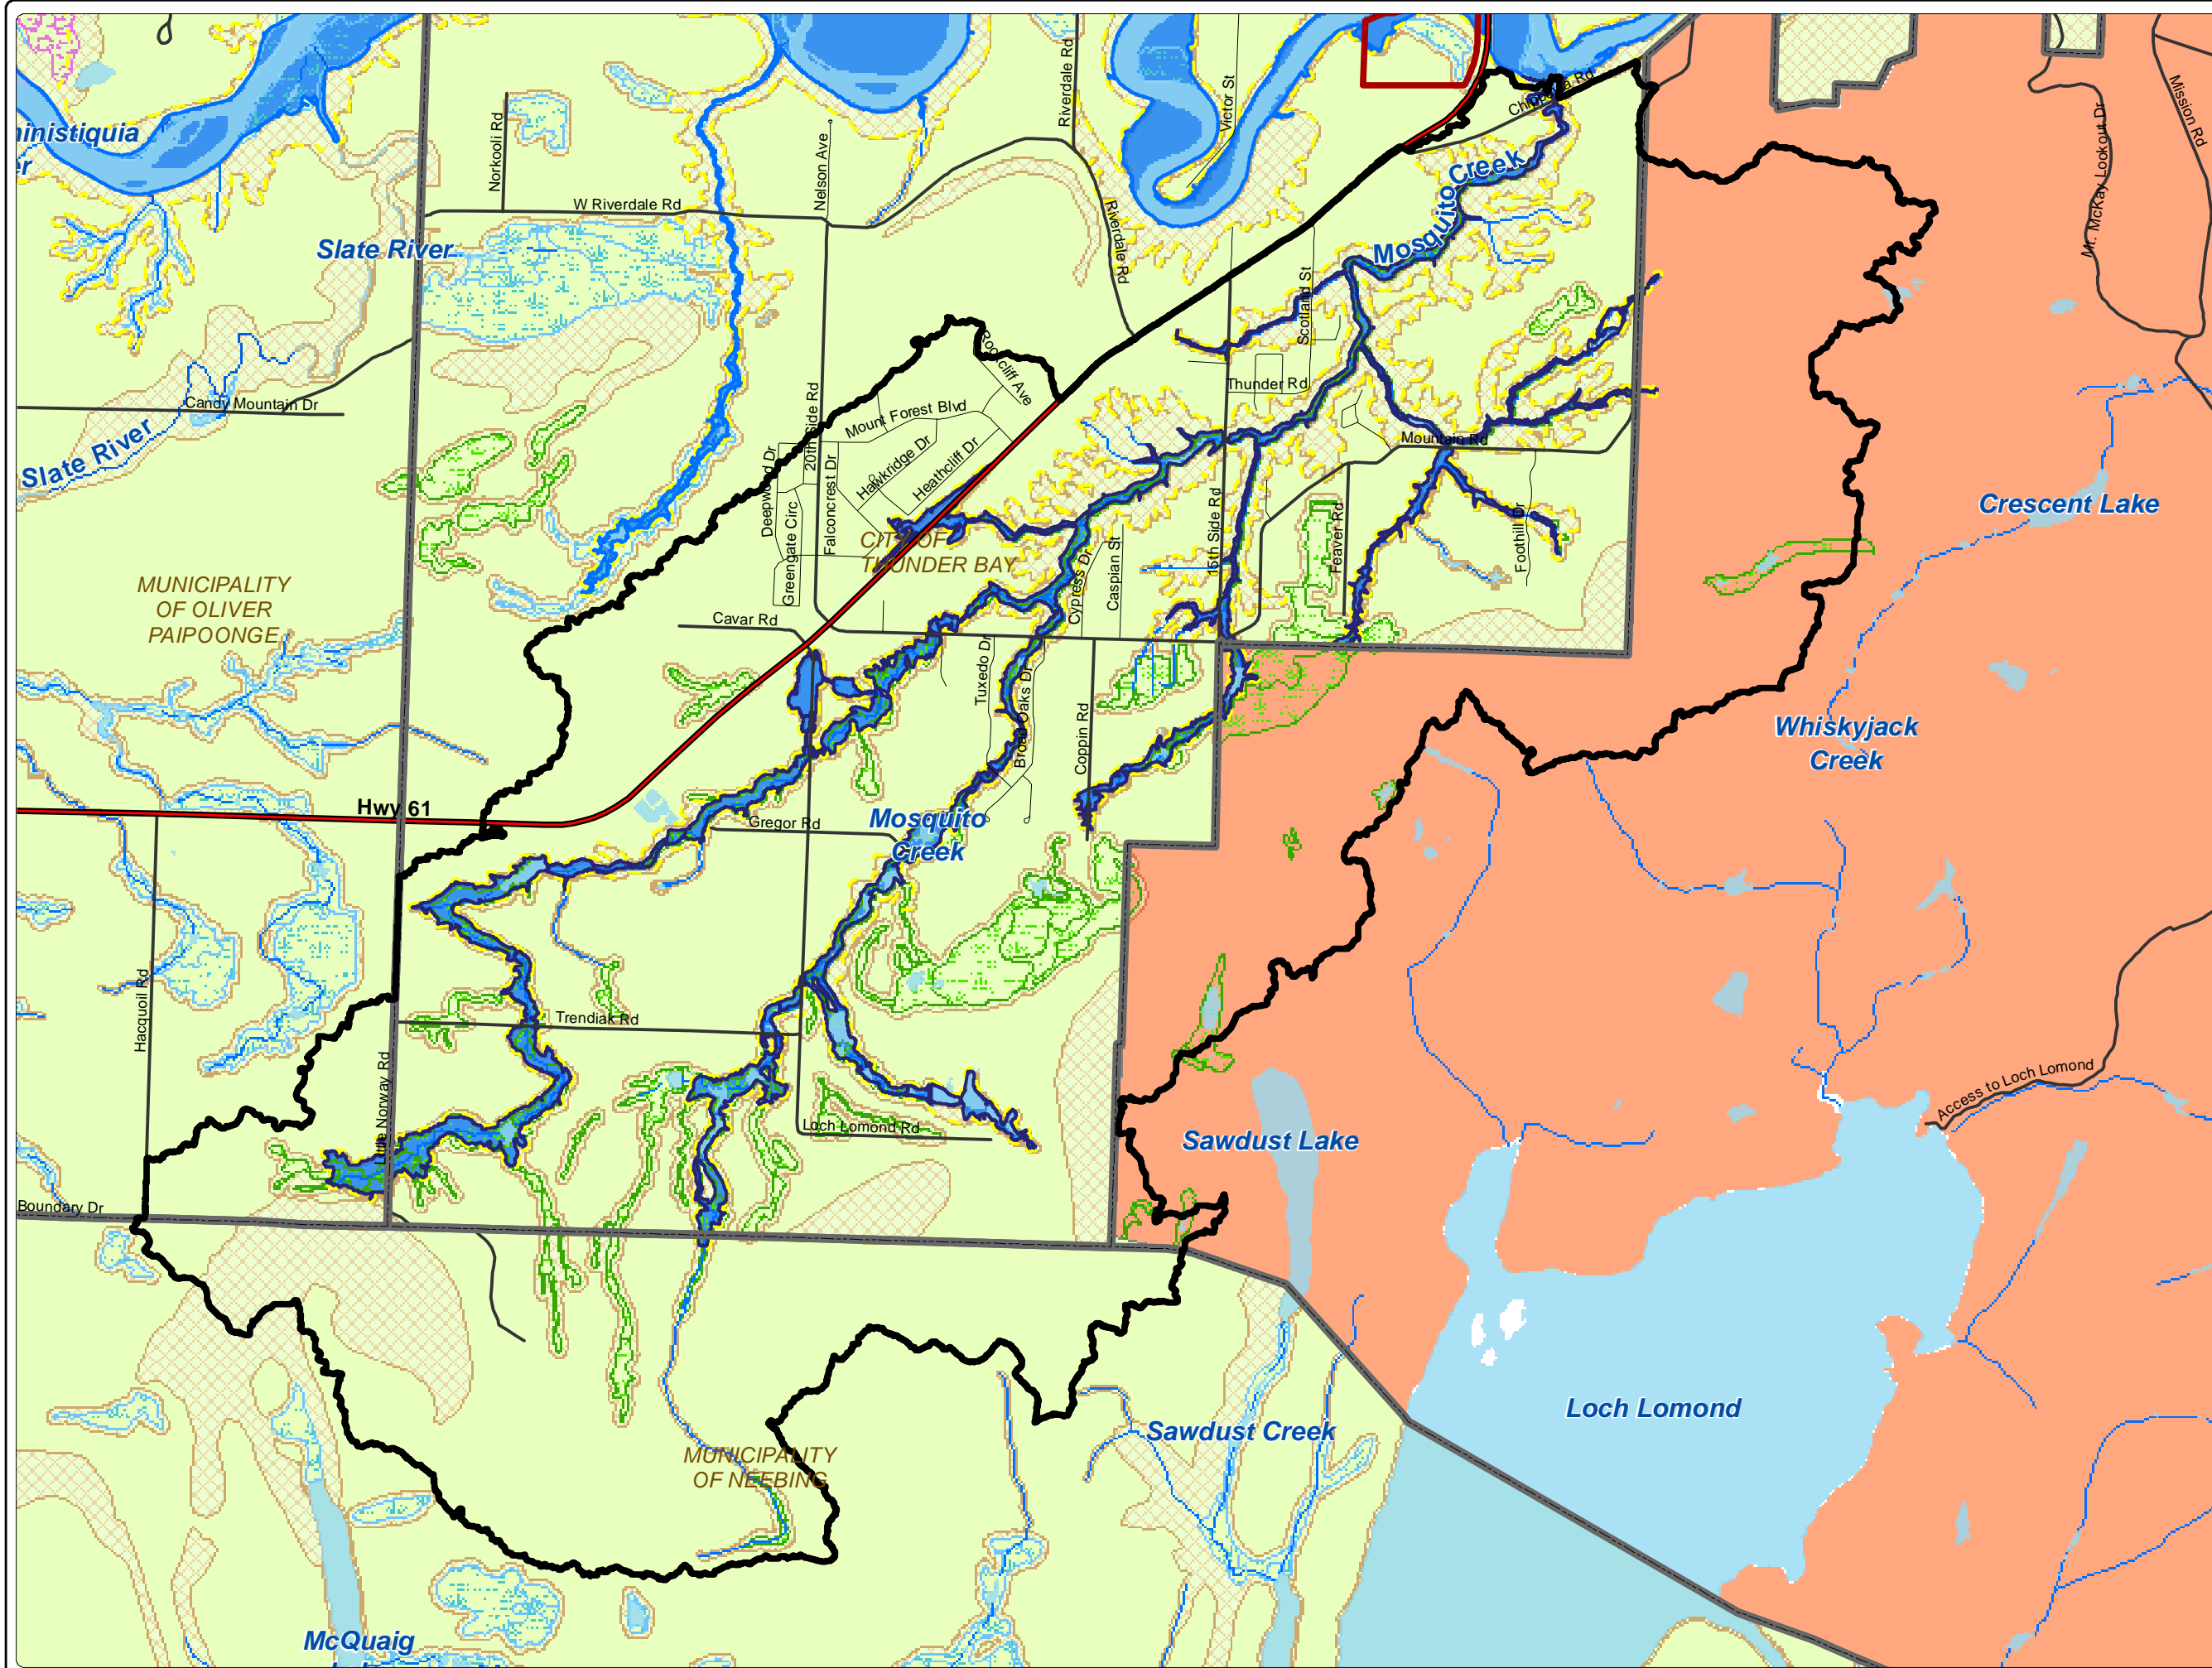 Riverdale Rd
Victor St
Chippewa Rd
Mission Rd
Mt. McKay Lookout Dr
Norkooli Rd
Nelson Ave
W Riverdale Rd
Riverdale Rd
Slate River
Mosquito Creek
Scotland St
Rockcliff Ave
Candy Mountain Dr
Slate River
20th Side Rd
Mount Forest Blvd
Hawkridge Dr
Heathcliff Dr
Thunder Rd
Mountain Rd
Deepwood Dr
Falconcrest Dr
Greengate Circ
15th Side Rd
Feaver Rd
Foothill Dr
Crescent Lake
CITY OF
THUNDER BAY
Cypress Dr
Caspian St
MUNICIPALITY
OF OLIVER
PAIPOONGE
Cavar Rd
Tuxedo Dr
Broad Oaks Dr
Coppin Rd
Whiskyjack
Creek
Hwy 61
Gregor Rd
Mosquito
Creek
Hacquoil Rd
Trendiak Rd
Access to Loch Lomond
Loch Lomond Rd
Sawdust Lake
Boundary Dr
Loch Lomond
Sawdust Creek
MUNICIPALITY
OF NEEBING
McQuaig